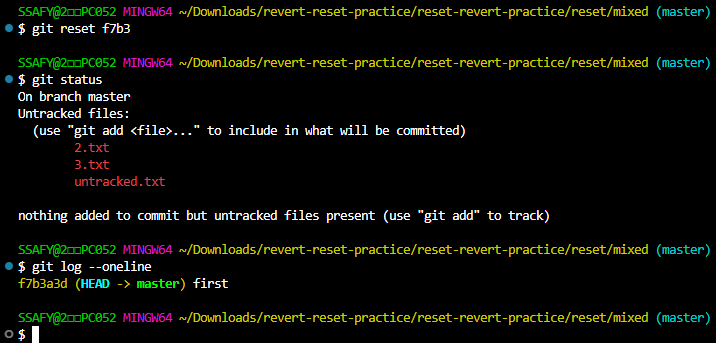 SSAFY@2□□PC052 MINGW64 ~/Downloads/revert-reset-practice/reset-revert-practice/reset/mixed (master)
$ git reset f7b3
SSAFY@2□□PC052 MINGW64 ~/Downloads/revert-reset-practice/reset-revert-practice/reset/mixed (master)
$ git status
On branch master
Untracked files:
  (use "git add <file>..." to include in what will be committed)
        2.txt
        3.txt
        untracked.txt
nothing added to commit but untracked files present (use "git add" to track)
SSAFY@2□□PC052 MINGW64 ~/Downloads/revert-reset-practice/reset-revert-practice/reset/mixed (master)
$ git log --oneline
f7b3a3d (HEAD -> master) first
SSAFY@2□□PC052 MINGW64 ~/Downloads/revert-reset-practice/reset-revert-practice/reset/mixed (master)
$